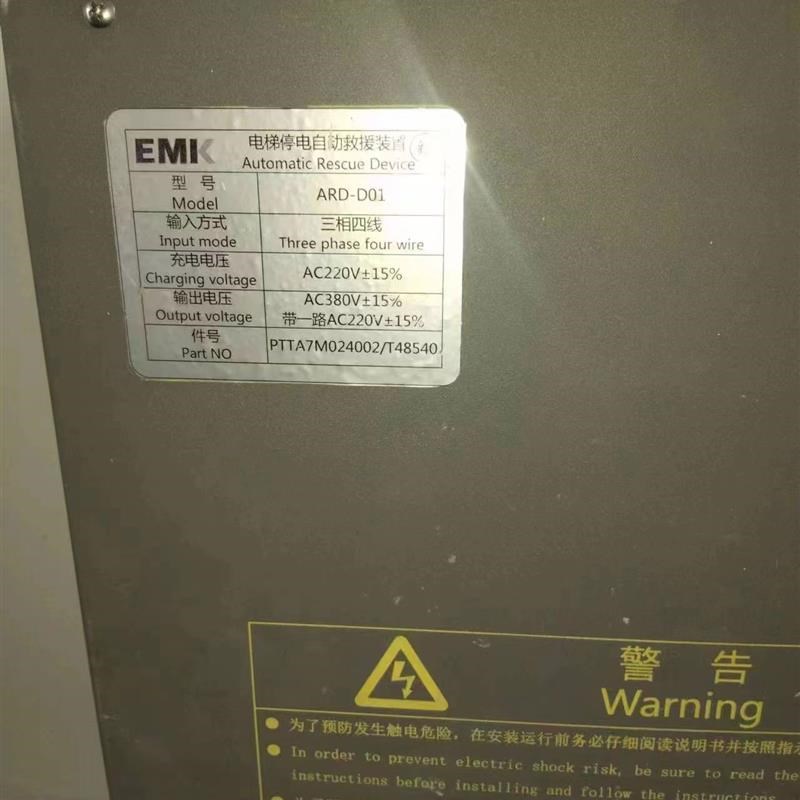 EMK
电梯停电自动救援装置
Automatic Rescue Device
型 号
Model
ARD-D01
输入方式
Input mode
三相四线
Three phase four wire
充电电压
Charging voltage
AC220V±15%
输出电压
Output voltage
AC380V±15%
带一路AC220V±15%
件号
Part NO
PTTA7M024002/T48540
警 告
Warning
为了预防发生触电危险，在安装运行前务必仔细阅读说明书并按照指
In order to prevent electric shock risk, be sure to read the
instructions before installing and follow the instructions.